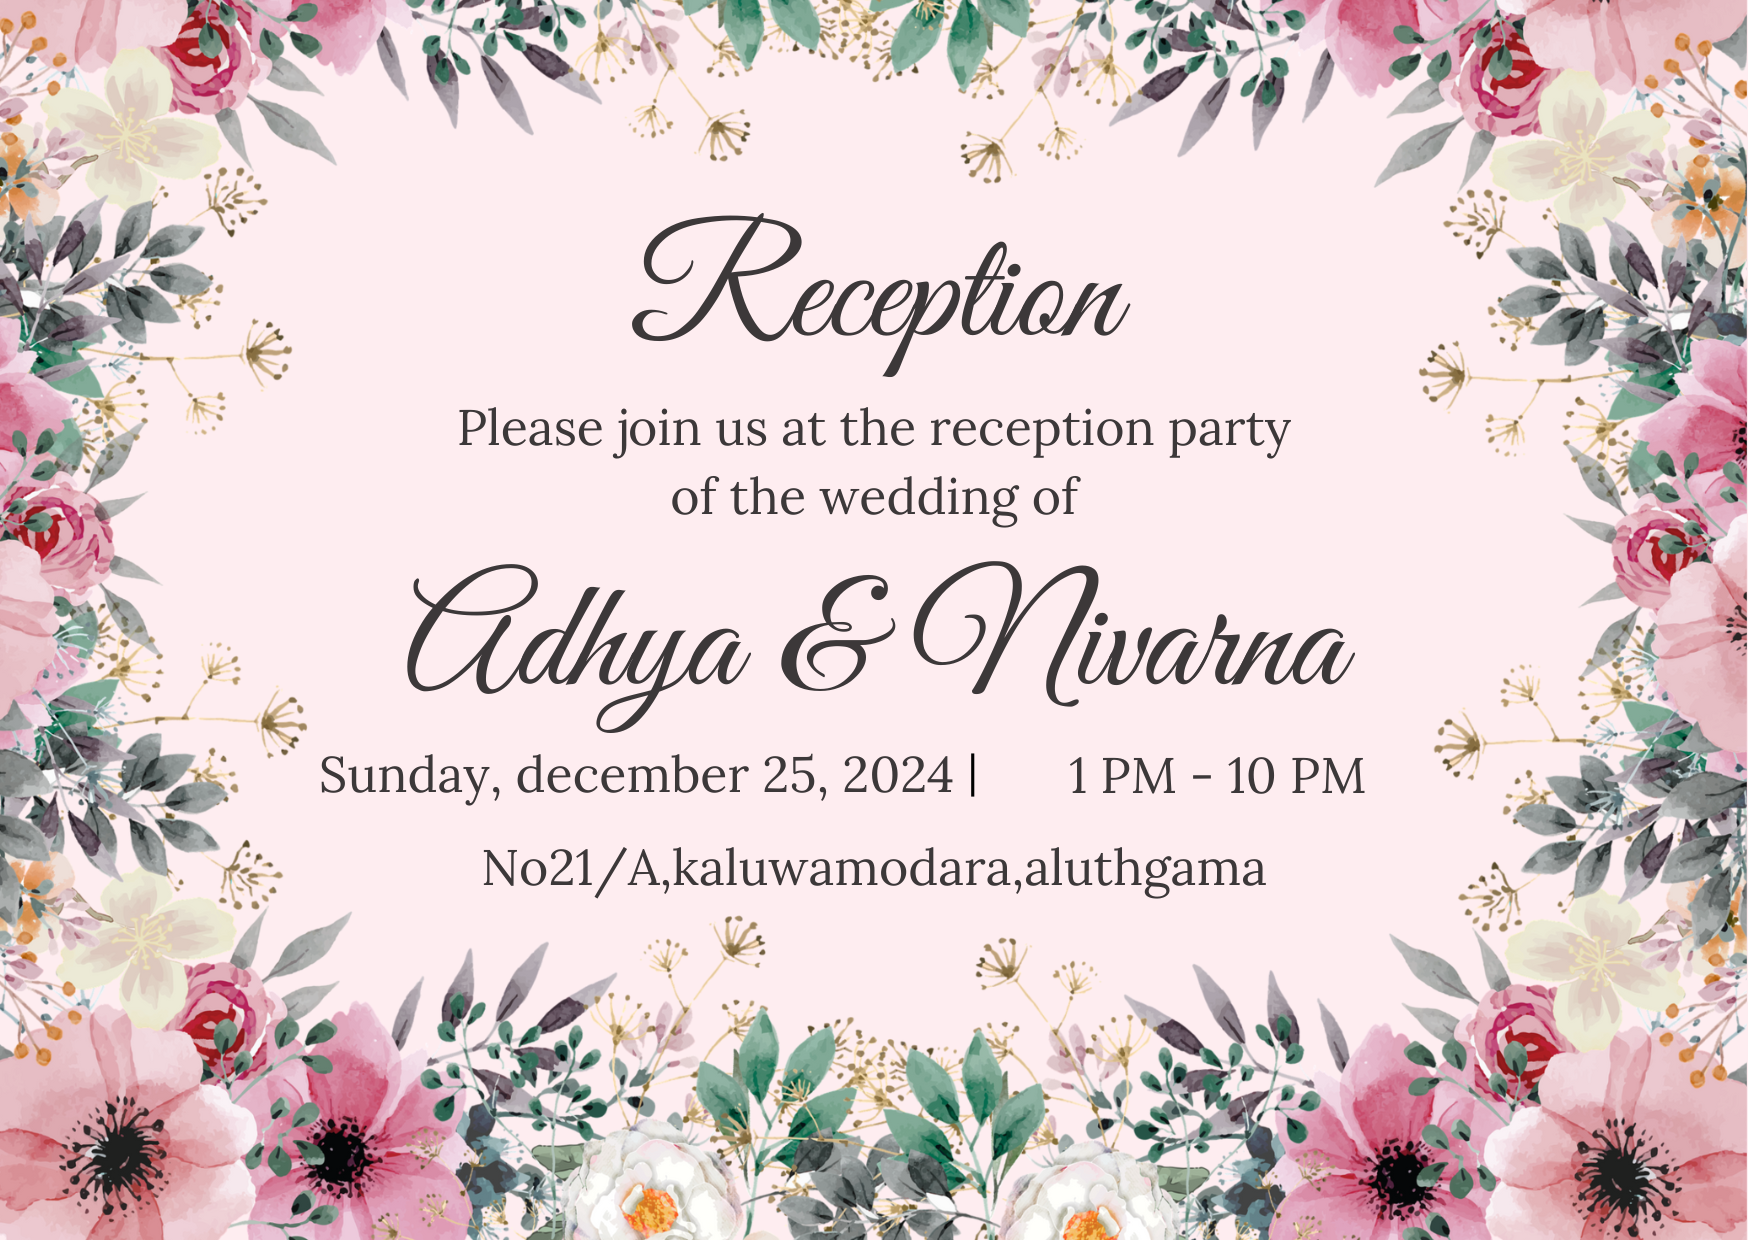 Reception
Please join us at the reception party
of the wedding of
Adhya & Nivarna
Sunday, december 25, 2024 | 1 PM - 10 PM
No21/A,kaluwamodara,aluthgama